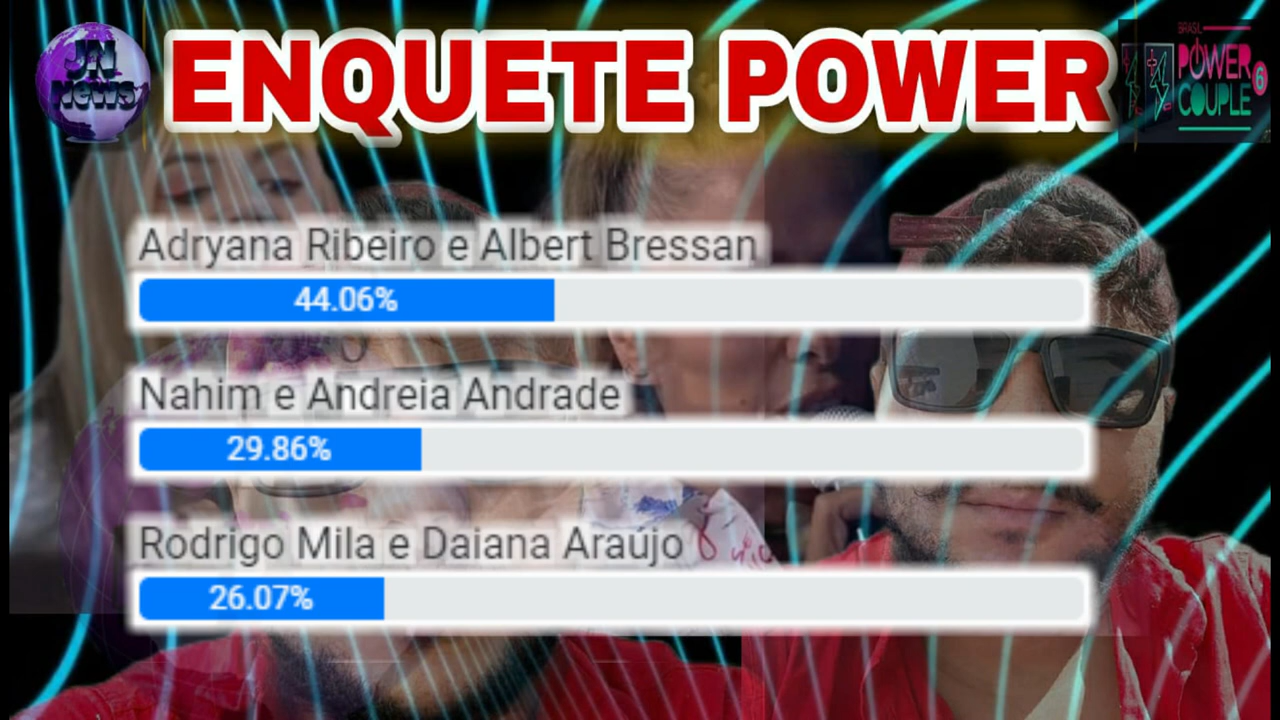 JN
News
ENQUETE POWER
BRASIL
POWER
COUPLE
6
Adryana Ribeiro e Albert Bressan
44.06%
Nahim e Andreia Andrade
29.86%
Rodrigo Mila e Daiana Araújo
26.07%